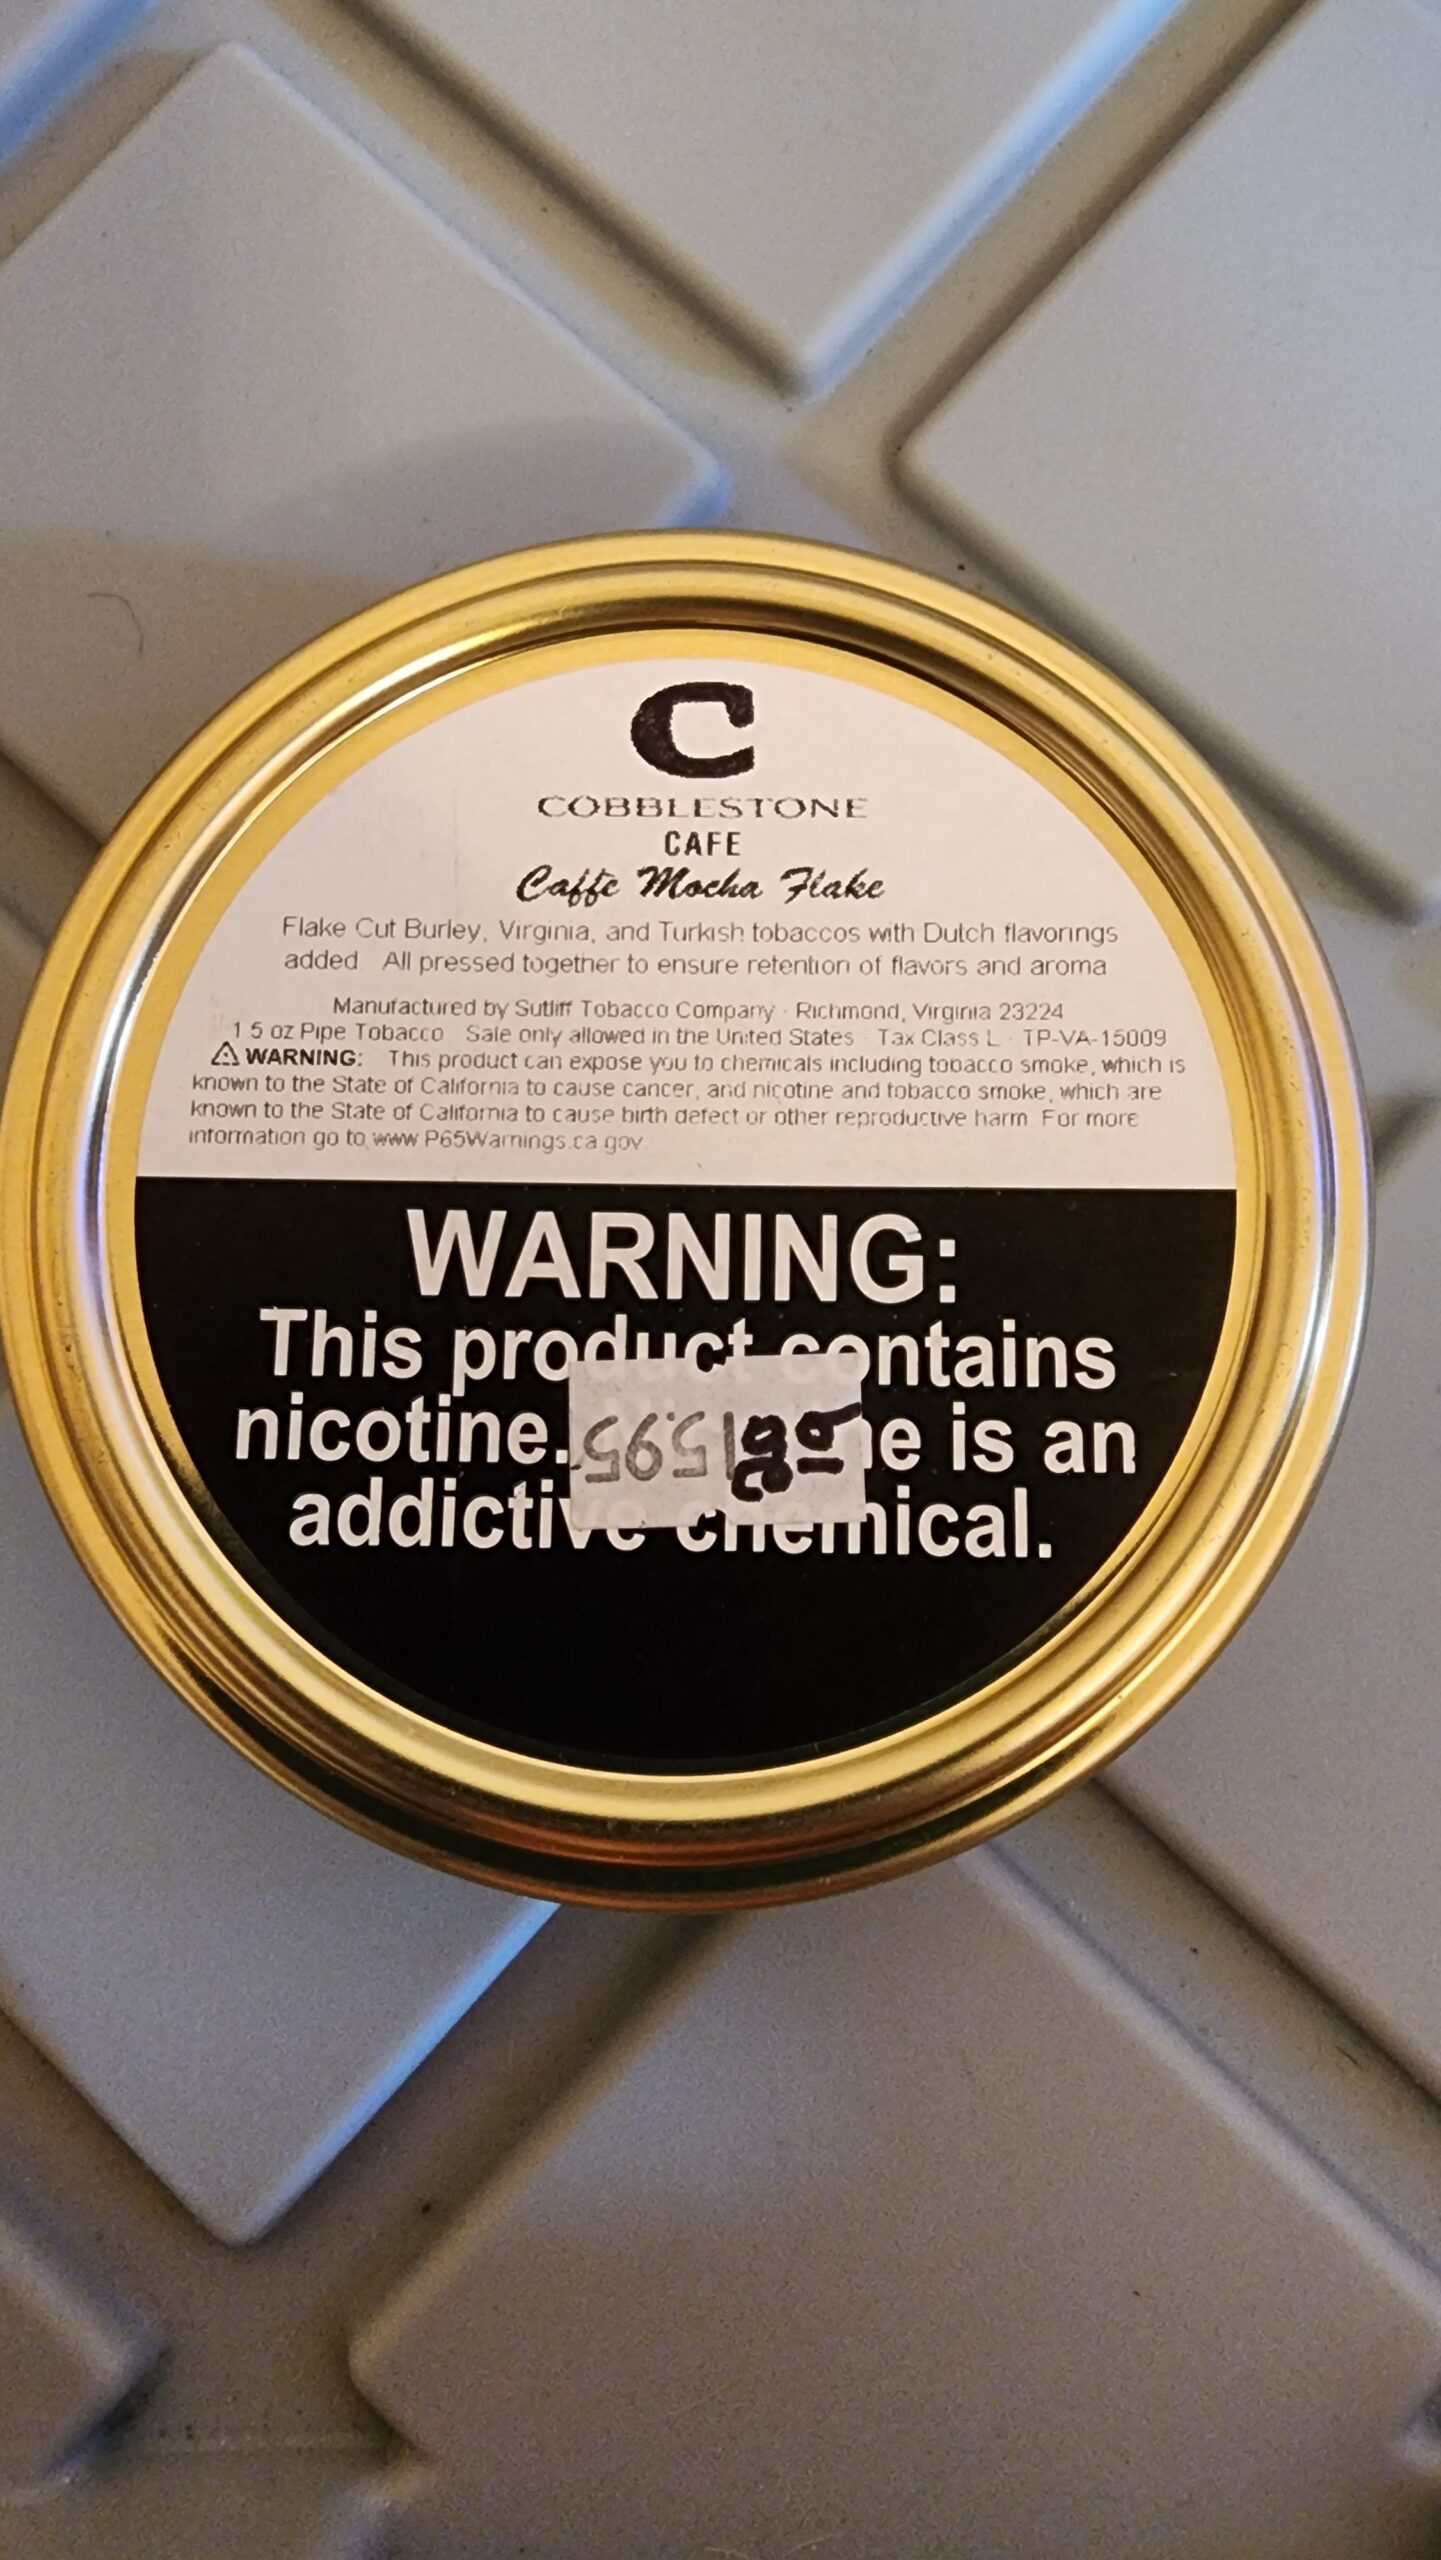 C
COBBLESTONE
CAFE
Caffe Mocha Flake
Flake Cut Burley, Virginia, and Turkish tobaccos with Dutch flavorings
added All pressed together to ensure retention of flavors and aroma
Manufactured by Sutliff Tobacco Company · Richmond, Virginia 23224
1.5 oz Pipe Tobacco Sale only allowed in the United States · Tax Class L · TP-VA-15009
⚠ WARNING: This product can expose you to chemicals including tobacco smoke, which is
known to the State of California to cause cancer, and nicotine and tobacco smoke, which are
known to the State of California to cause birth defect or other reproductive harm. For more
information go to www.P65Warnings.ca.gov.
WARNING:
This product contains
nicotine. is an
addictive chemical.
15.95